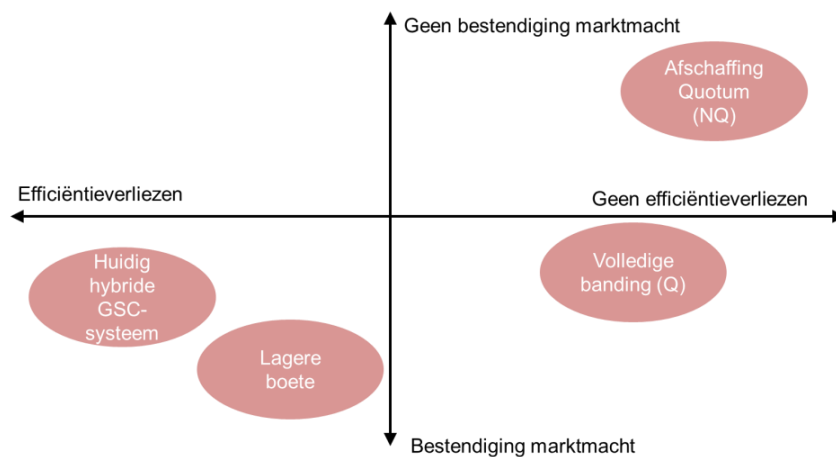 Geen bestendiging marktmacht
Afschaffing
Quotum
(NQ)
Efficiëntieverliezen
Geen efficiëntieverliezen
Huidig
hybride
GSC-
systeem
Volledige
banding (Q)
Lagere
boete
Bestendiging marktmacht